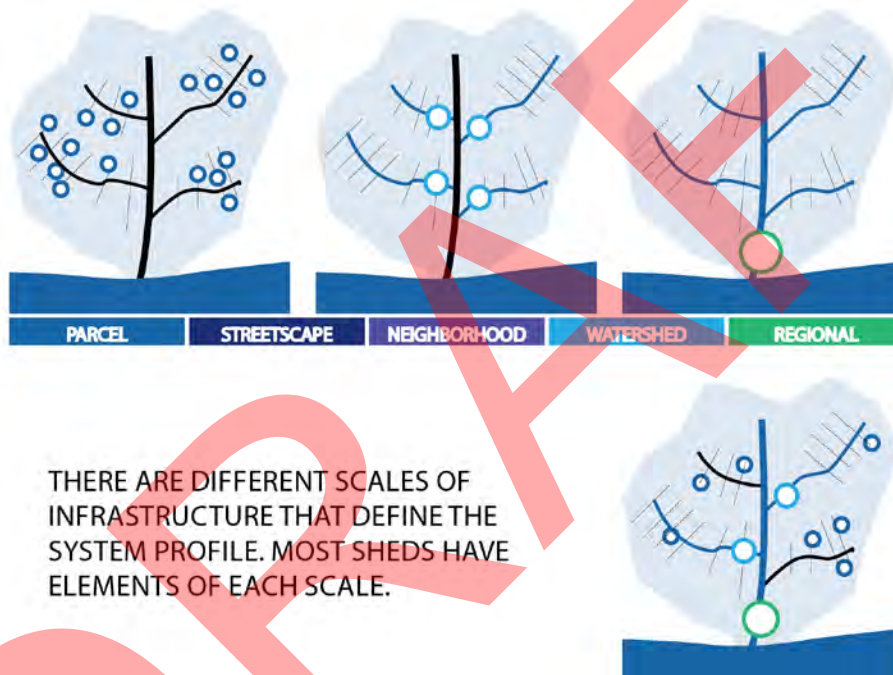 PARCEL
STREETSCAPE
NEIGHBORHOOD
WATERSHED
REGIONAL
THERE ARE DIFFERENT SCALES OF
INFRASTRUCTURE THAT DEFINE THE
SYSTEM PROFILE. MOST SHEDS HAVE
ELEMENTS OF EACH SCALE.
DRAFT